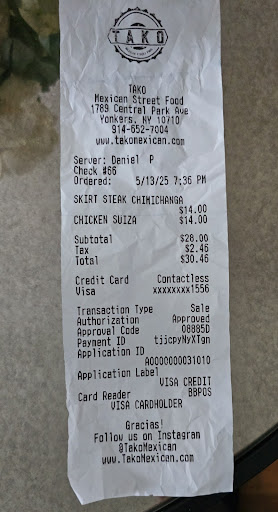 TAKO
TAKO
Mexican Street Food
1789 Central Park Ave
Yonkers, NY 10710
914-652-7004
www.takomexican.com
Server: Daniel P
Check #66
Ordered: 5/13/25 7:36 PM
SKIRT STEAK CHIMICHANGA
$14.00
CHICKEN SUIZA $14.00
Subtotal $28.00
Tax $2.46
Total $30.46
Credit Card Contactless
Visa xxxxxxxx1556
Transaction Type Sale
Authorization Approved
Approval Code 08885D
Payment ID tjjcpyNyXTgn
Application ID
A0000000031010
Application Label
VISA CREDIT
Card Reader BBPOS
VISA CARDHOLDER
Gracias!
Follow us on Instagran
@TakoMexican
www.TakoMexican.com